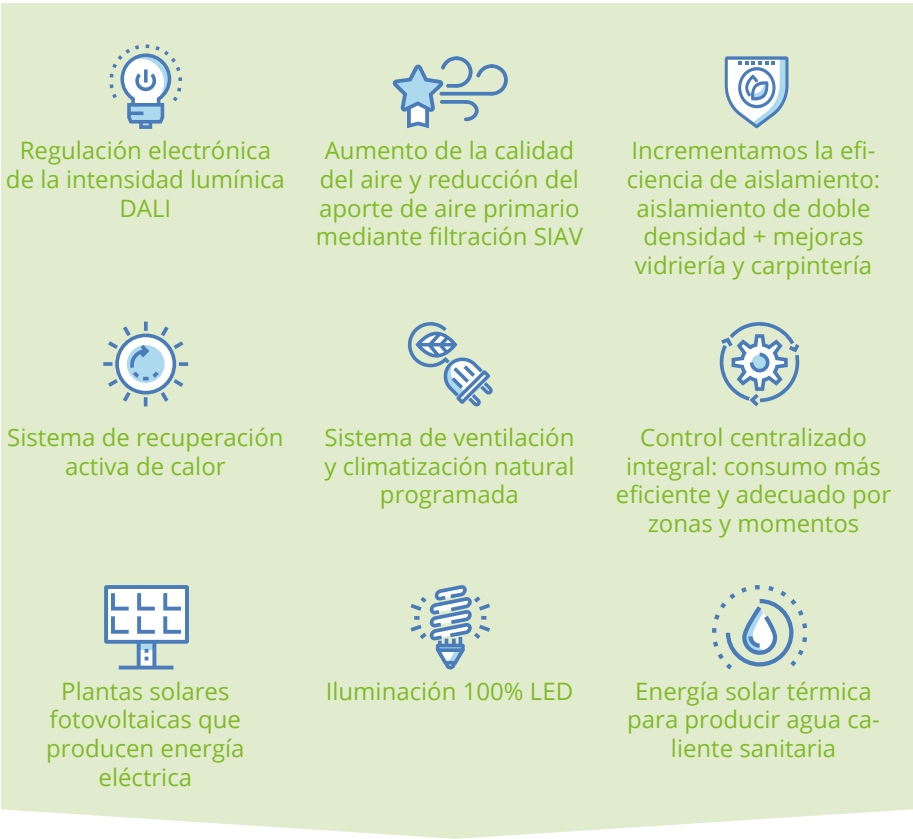 Regulación electrónica
de la intensidad lumínica
DALI
Aumento de la calidad
del aire y reducción del
aporte de aire primario
mediante filtración SIAV
Incrementamos la efi-
ciencia de aislamiento:
aislamiento de doble
densidad + mejoras
vidriería y carpintería
Sistema de recuperación
activa de calor
Sistema de ventilación
y climatización natural
programada
Control centralizado
integral: consumo más
eficiente y adecuado por
zonas y momentos
Plantas solares
fotovoltaicas que
producen energía
eléctrica
Iluminación 100% LED
Energía solar térmica
para producir agua ca-
liente sanitaria